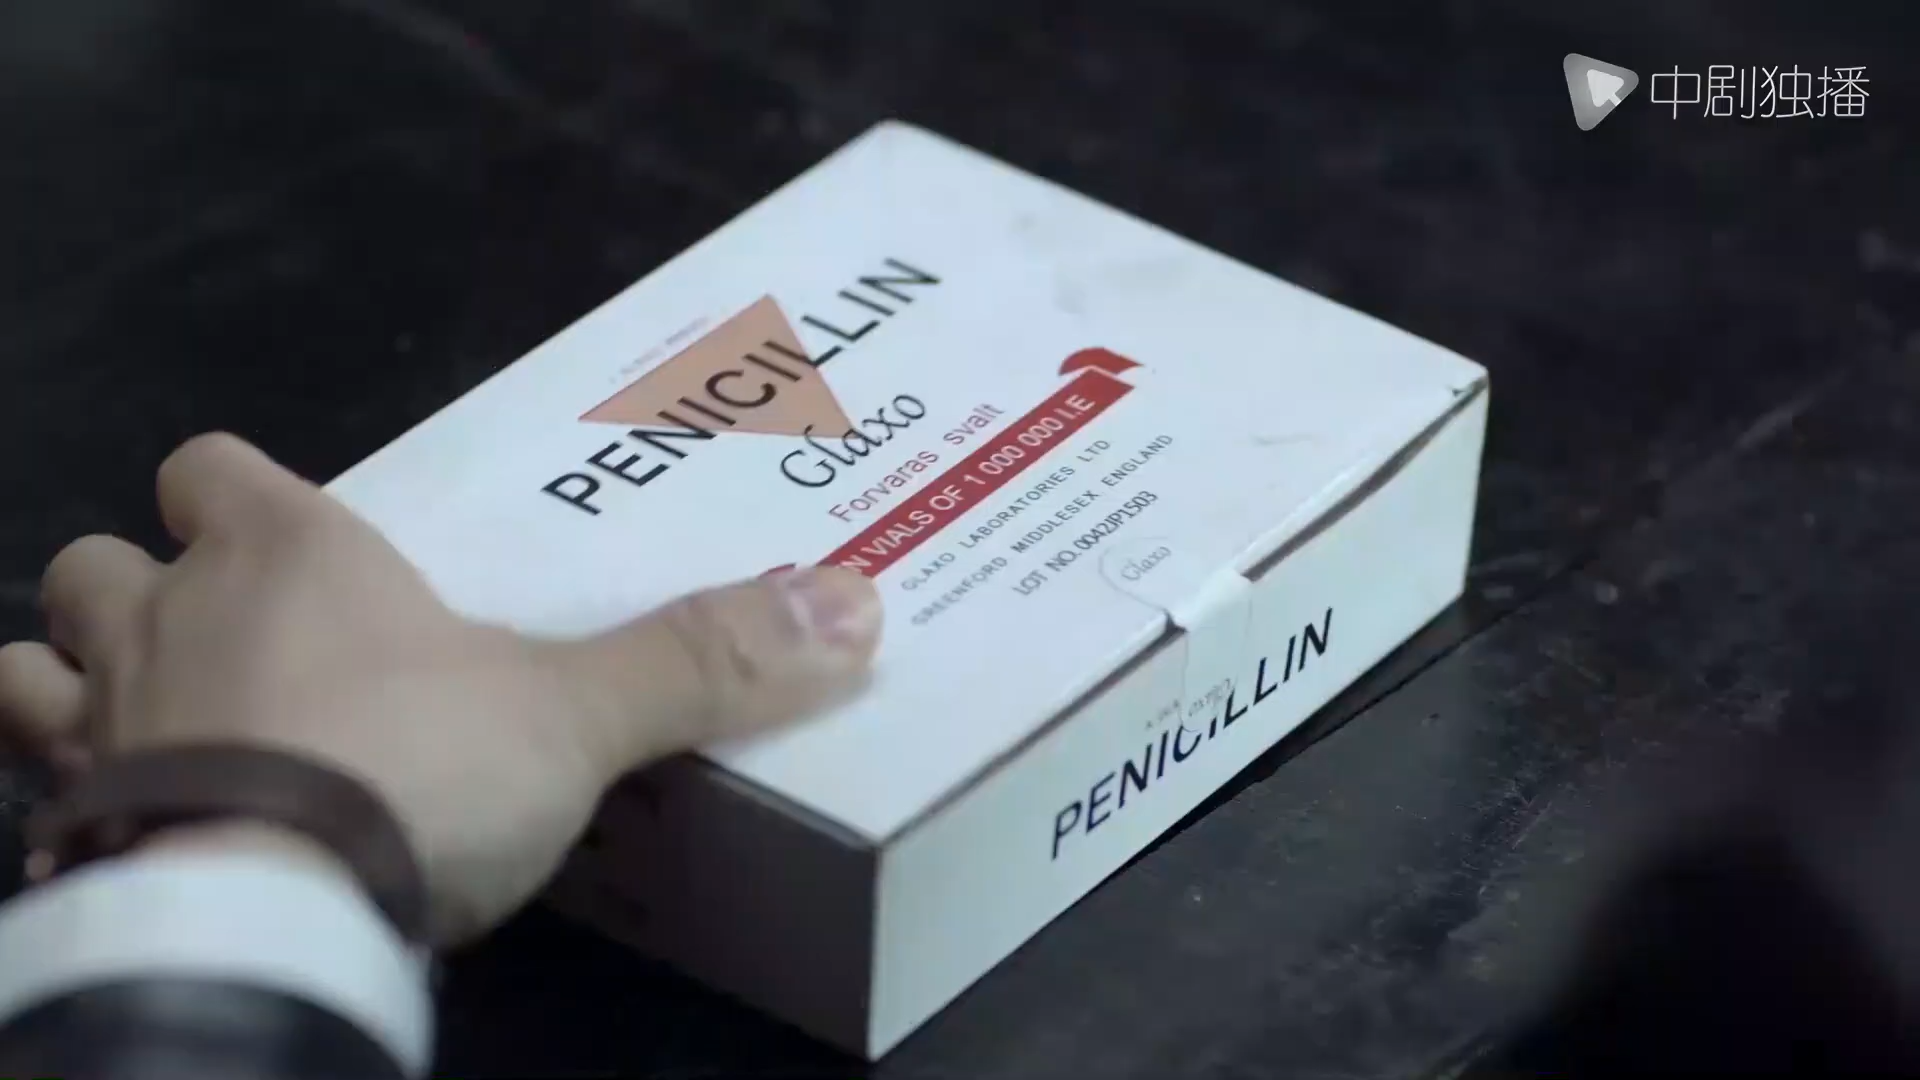 中剧独播
PENICILLIN
Glaxo
Forvaras svalt
N VIALS OF 1 000 000 I.E
GLAXO LABORATORIES LTD
GREENFORD MIDDLESEX ENGLAND
LOT NO. 0042JP1503
Glaxo
PENICILLIN